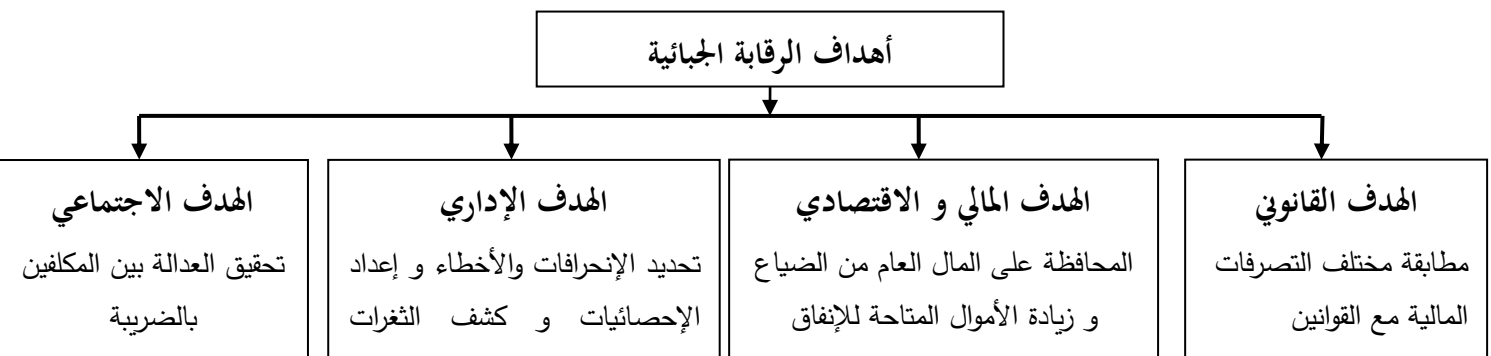 أهداف الرقابة الجبائية
الهدف القانوني
مطابقة مختلف التصرفات
المالية مع القوانين
الهدف المالي و الاقتصادي
المحافظة على المال العام من الضياع
و زيادة الأموال المتاحة للإنفاق
الهدف الإداري
تحديد الإنحرافات والأخطاء و إعداد
الإحصائيات و كشف الثغرات
الهدف الاجتماعي
تحقيق العدالة بين المكلفين
بالضريبة